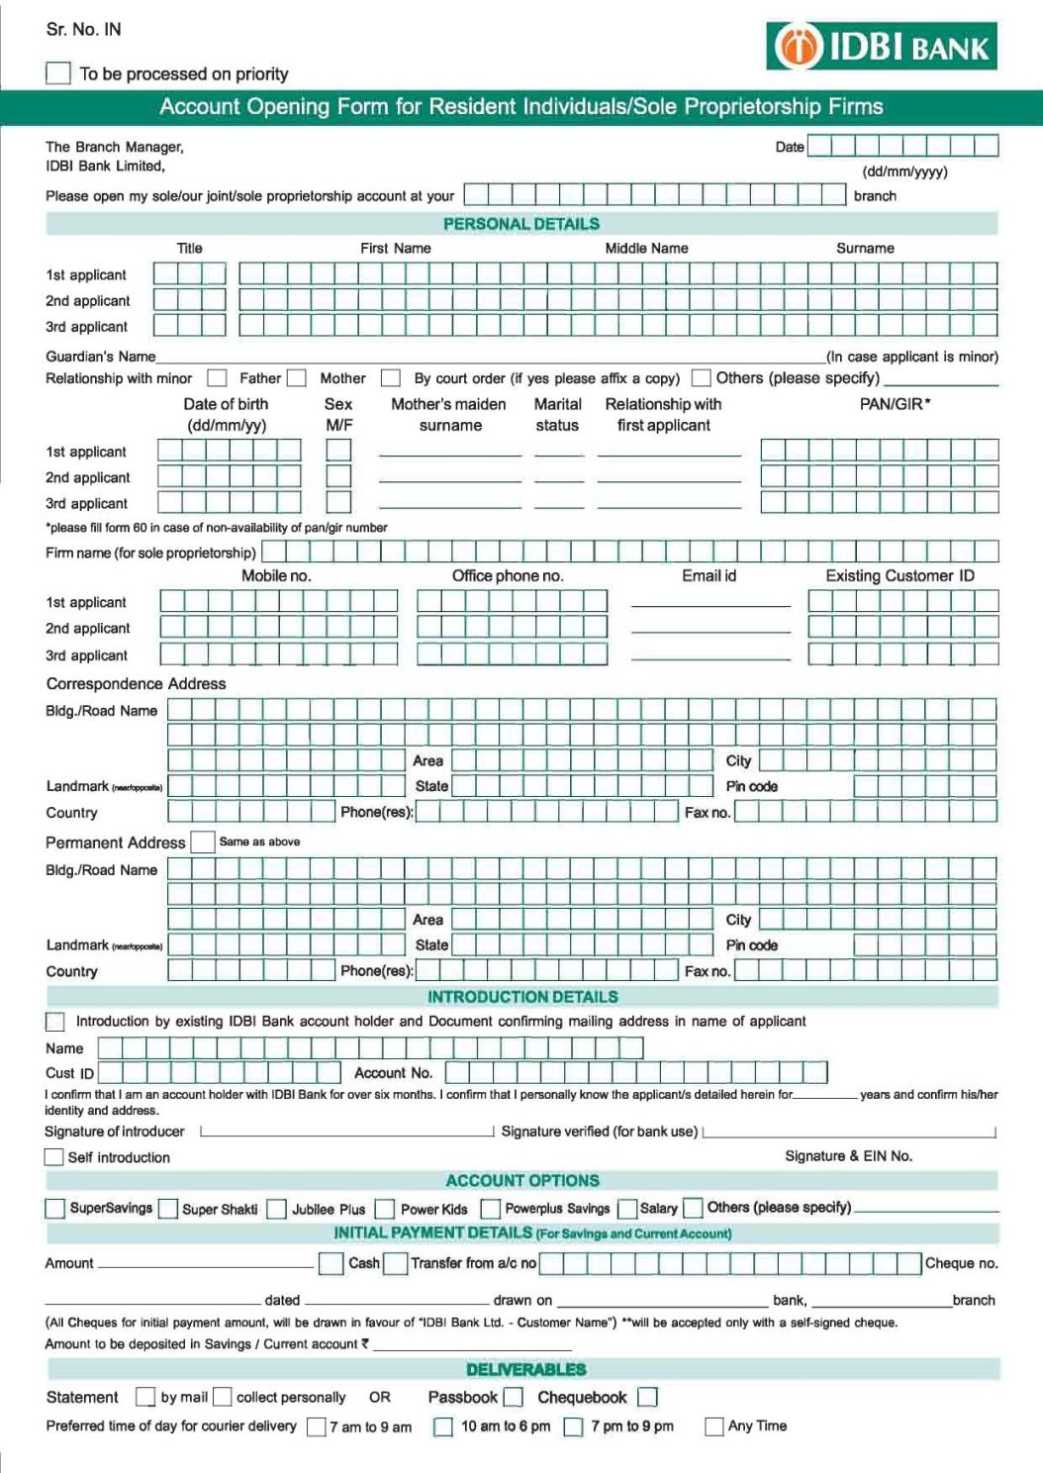 Sr. No. IN
IDBI BANK
To be processed on priority
Account Opening Form for Resident Individuals/Sole Proprietorship Firms
The Branch Manager,
Date
IDBI Bank Limited,
(dd/mm/yyyy)
Please open my sole/our joint/sole proprietorship account at your branch
PERSONAL DETAILS
Title First Name Middle Name Surname
1st applicant
2nd applicant
3rd applicant
Guardian's Name (In case applicant is minor)
Relationship with minor Father Mother By court order (if yes please affix a copy) Others (please specify)
Date of birth Sex Mother's maiden Marital Relationship with PAN/GIR*
(dd/mm/yy) M/F surname status first applicant
1st applicant
2nd applicant
3rd applicant
*please fill form 60 in case of non-availability of pan/gir number
Firm name (for sole proprietorship)
Mobile no. Office phone no. Email id Existing Customer ID
1st applicant
2nd applicant
3rd applicant
Correspondence Address
Bldg./Road Name
Area City
Landmark (near/opposite) State Pin code
Country Phone(res): Fax no.
Permanent Address Same as above
Bldg./Road Name
Area City
Landmark (near/opposite) State Pin code
Country Phone(res): Fax no.
INTRODUCTION DETAILS
Introduction by existing IDBI Bank account holder and Document confirming mailing address in name of applicant
Name
Cust ID Account No.
I confirm that I am an account holder with IDBI Bank for over six months. I confirm that I personally know the applicant/s detailed herein for years and confirm his/her
identity and address.
Signature of introducer Signature verified (for bank use)
Self introduction Signature & EIN No.
ACCOUNT OPTIONS
SuperSavings Super Shakti Jubilee Plus Power Kids Powerplus Savings Salary Others (please specify)
INITIAL PAYMENT DETAILS (For Savings and Current Account)
Amount Cash Transfer from a/c no Cheque no.
dated drawn on bank, branch
(All Cheques for initial payment amount, will be drawn in favour of "IDBI Bank Ltd. - Customer Name") **will be accepted only with a self-signed cheque.
Amount to be deposited in Savings / Current account ₹
DELIVERABLES
Statement by mail collect personally OR Passbook Chequebook
Preferred time of day for courier delivery 7 am to 9 am 10 am to 6 pm 7 pm to 9 pm Any Time